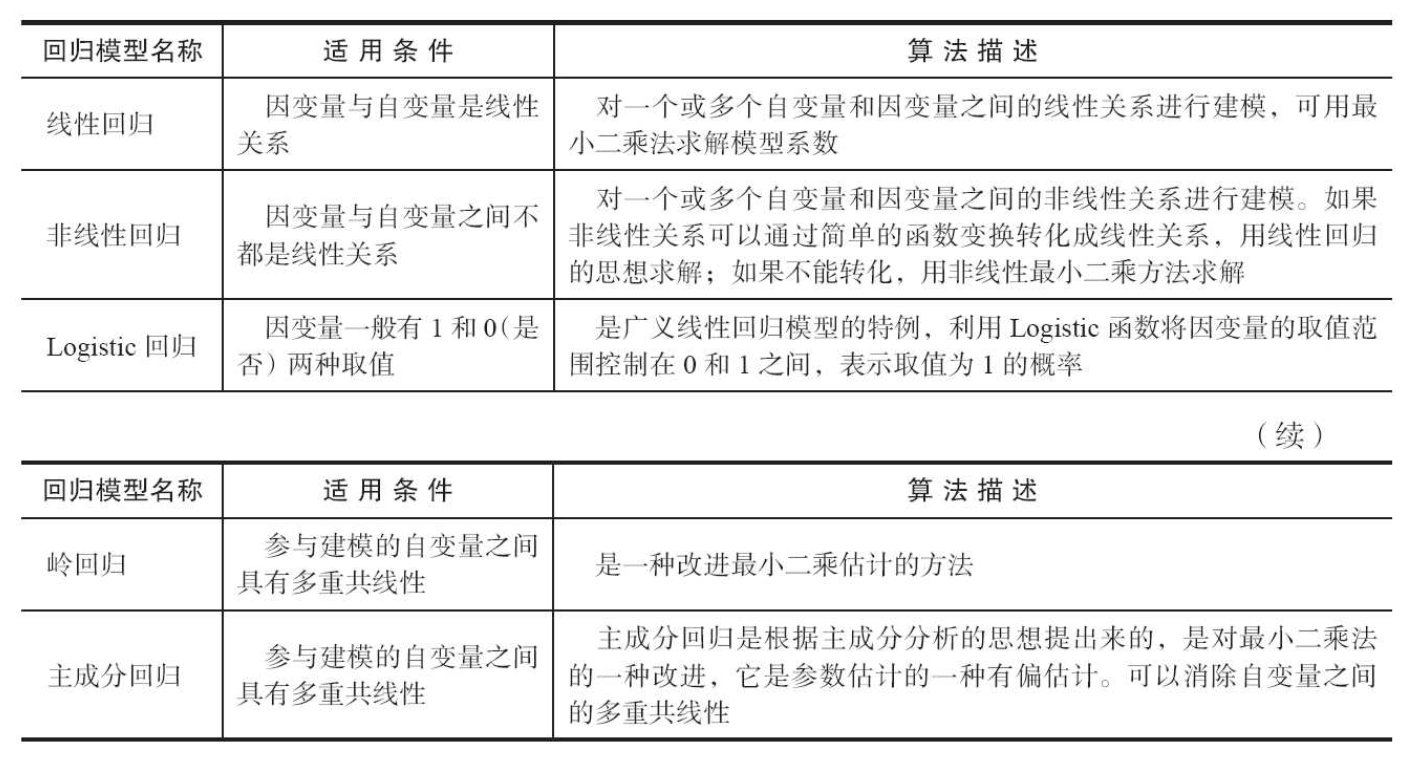 回归模型名称 适用条件 算法描述
线性回归 因变量与自变量是线性关系 对一个或多个自变量和因变量之间的线性关系进行建模，可用最小二乘法求解模型系数
非线性回归 因变量与自变量之间不都是线性关系 对一个或多个自变量和因变量之间的非线性关系进行建模。如果非线性关系可以通过简单的函数变换转化成线性关系，用线性回归的思想求解；如果不能转化，用非线性最小二乘方法求解
Logistic 回归 因变量一般有 1 和 0（是否）两种取值 是广义线性回归模型的特例，利用 Logistic 函数将因变量的取值范围控制在 0 和 1 之间，表示取值为 1 的概率
（续）
回归模型名称 适用条件 算法描述
岭回归 参与建模的自变量之间具有多重共线性 是一种改进最小二乘估计的方法
主成分回归 参与建模的自变量之间具有多重共线性 主成分回归是根据主成分分析的思想提出来的，是对最小二乘法的一种改进，它是参数估计的一种有偏估计。可以消除自变量之间的多重共线性